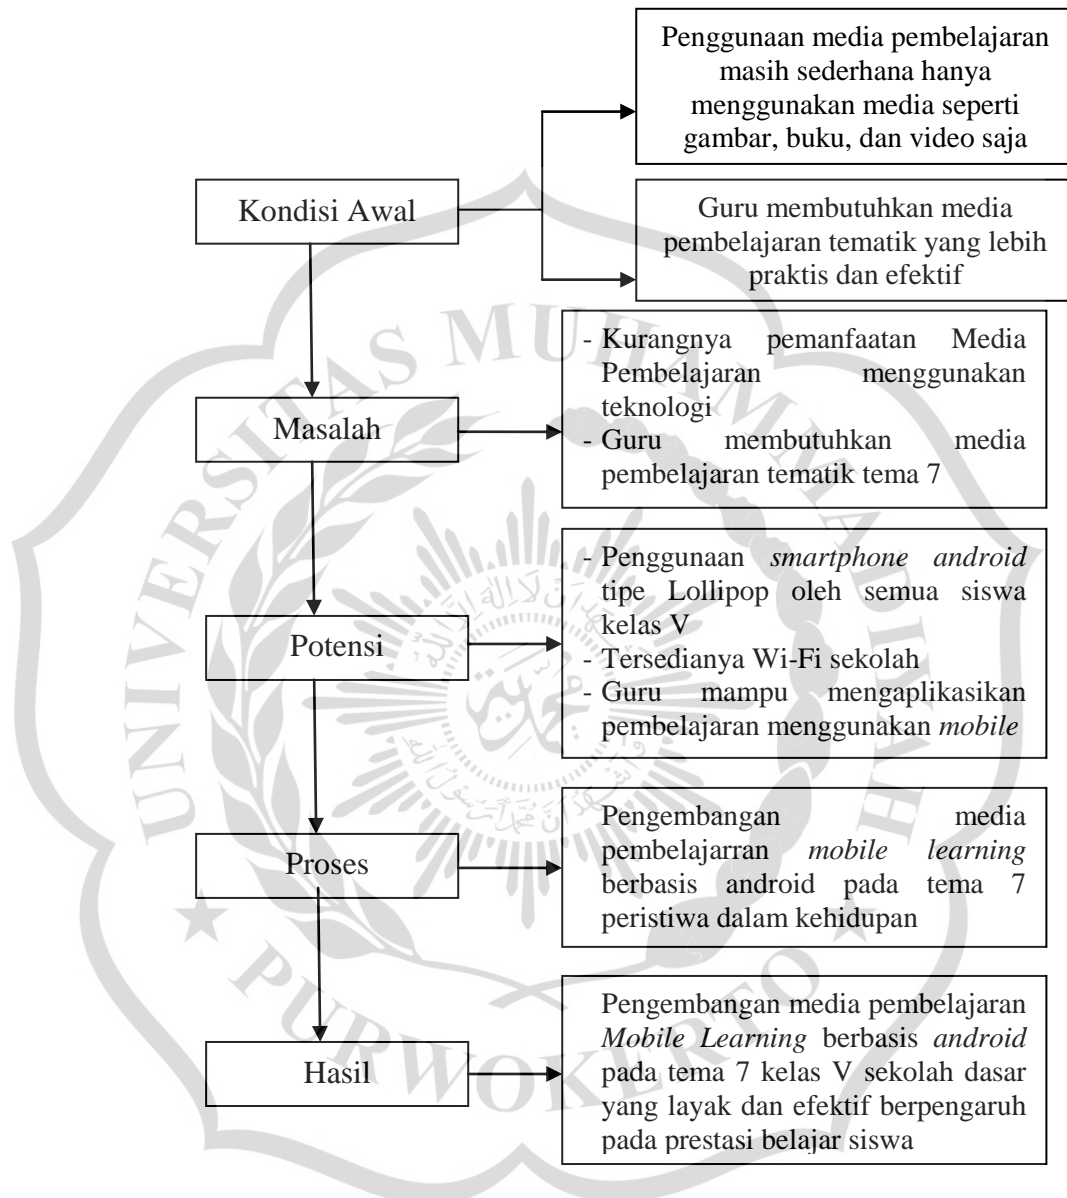 Penggunaan media pembelajaran
masih sederhana hanya
menggunakan media seperti
gambar, buku, dan video saja
Kondisi Awal
Guru membutuhkan media
pembelajaran tematik yang lebih
praktis dan efektif
Masalah
- Kurangnya pemanfaatan Media
Pembelajaran menggunakan
teknologi
- Guru membutuhkan media
pembelajaran tematik tema 7
Potensi
- Penggunaan smartphone android
tipe Lollipop oleh semua siswa
kelas V
- Tersedianya Wi-Fi sekolah
- Guru mampu mengaplikasikan
pembelajaran menggunakan mobile
Proses
Pengembangan media
pembelajarran mobile learning
berbasis android pada tema 7
peristiwa dalam kehidupan
Hasil
Pengembangan media pembelajaran
Mobile Learning berbasis android
pada tema 7 kelas V sekolah dasar
yang layak dan efektif berpengaruh
pada prestasi belajar siswa
UNIVERSITAS MUHAMMADIYAH
PURWOKERTO